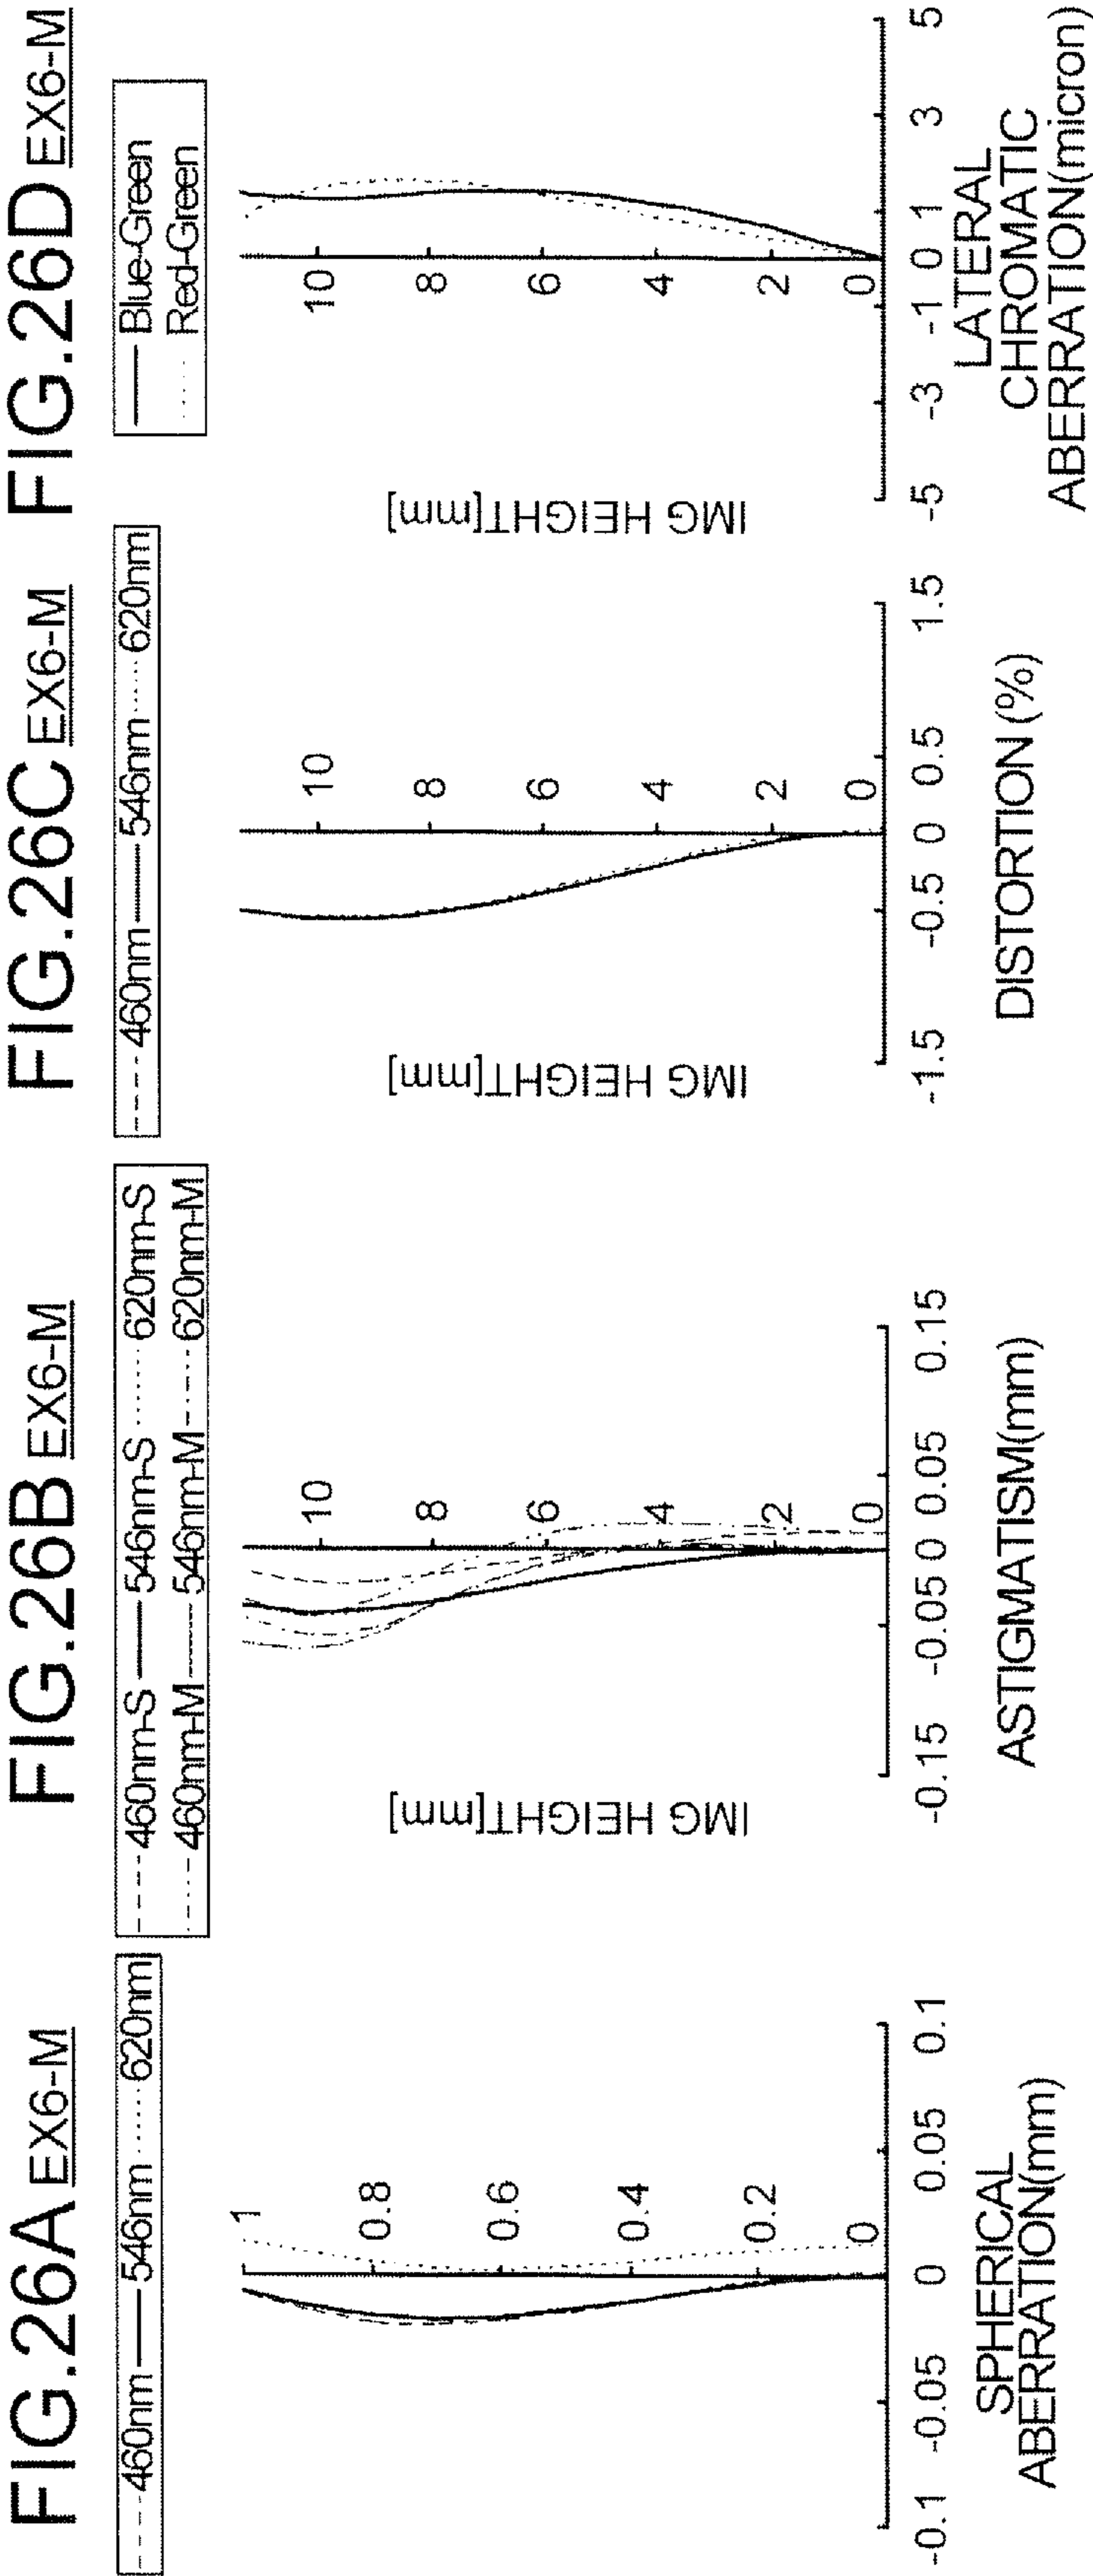 FIG.26A EX6-M
460nm 546nm 620nm
1
0.8
0.6
0.4
0.2
0
-0.1 -0.05 0 0.05 0.1
SPHERICAL
ABERRATION(mm)
FIG.26B EX6-M
460nm-S 546nm-S 620nm-S
460nm-M 546nm-M 620nm-M
IMG HEIGHT[mm]
10
8
6
4
2
0
-0.15 -0.05 0 0.05 0.15
ASTIGMATISM(mm)
FIG.26C EX6-M
460nm 546nm 620nm
IMG HEIGHT[mm]
10
8
6
4
2
0
-1.5 -0.5 0 0.5 1.5
DISTORTION (%)
FIG.26D EX6-M
Blue-Green
Red-Green
IMG HEIGHT[mm]
10
8
6
4
2
0
-5 -3 -1 0 1 3 5
LATERAL
CHROMATIC
ABERRATION(micron)